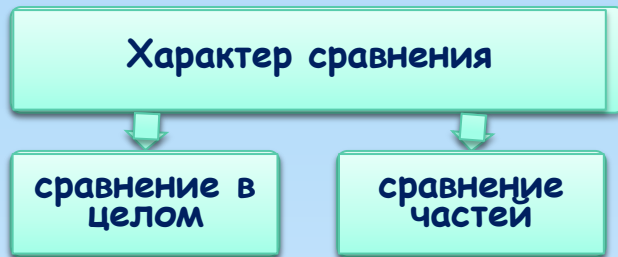 Характер сравнения
сравнение в
целом
сравнение
частей